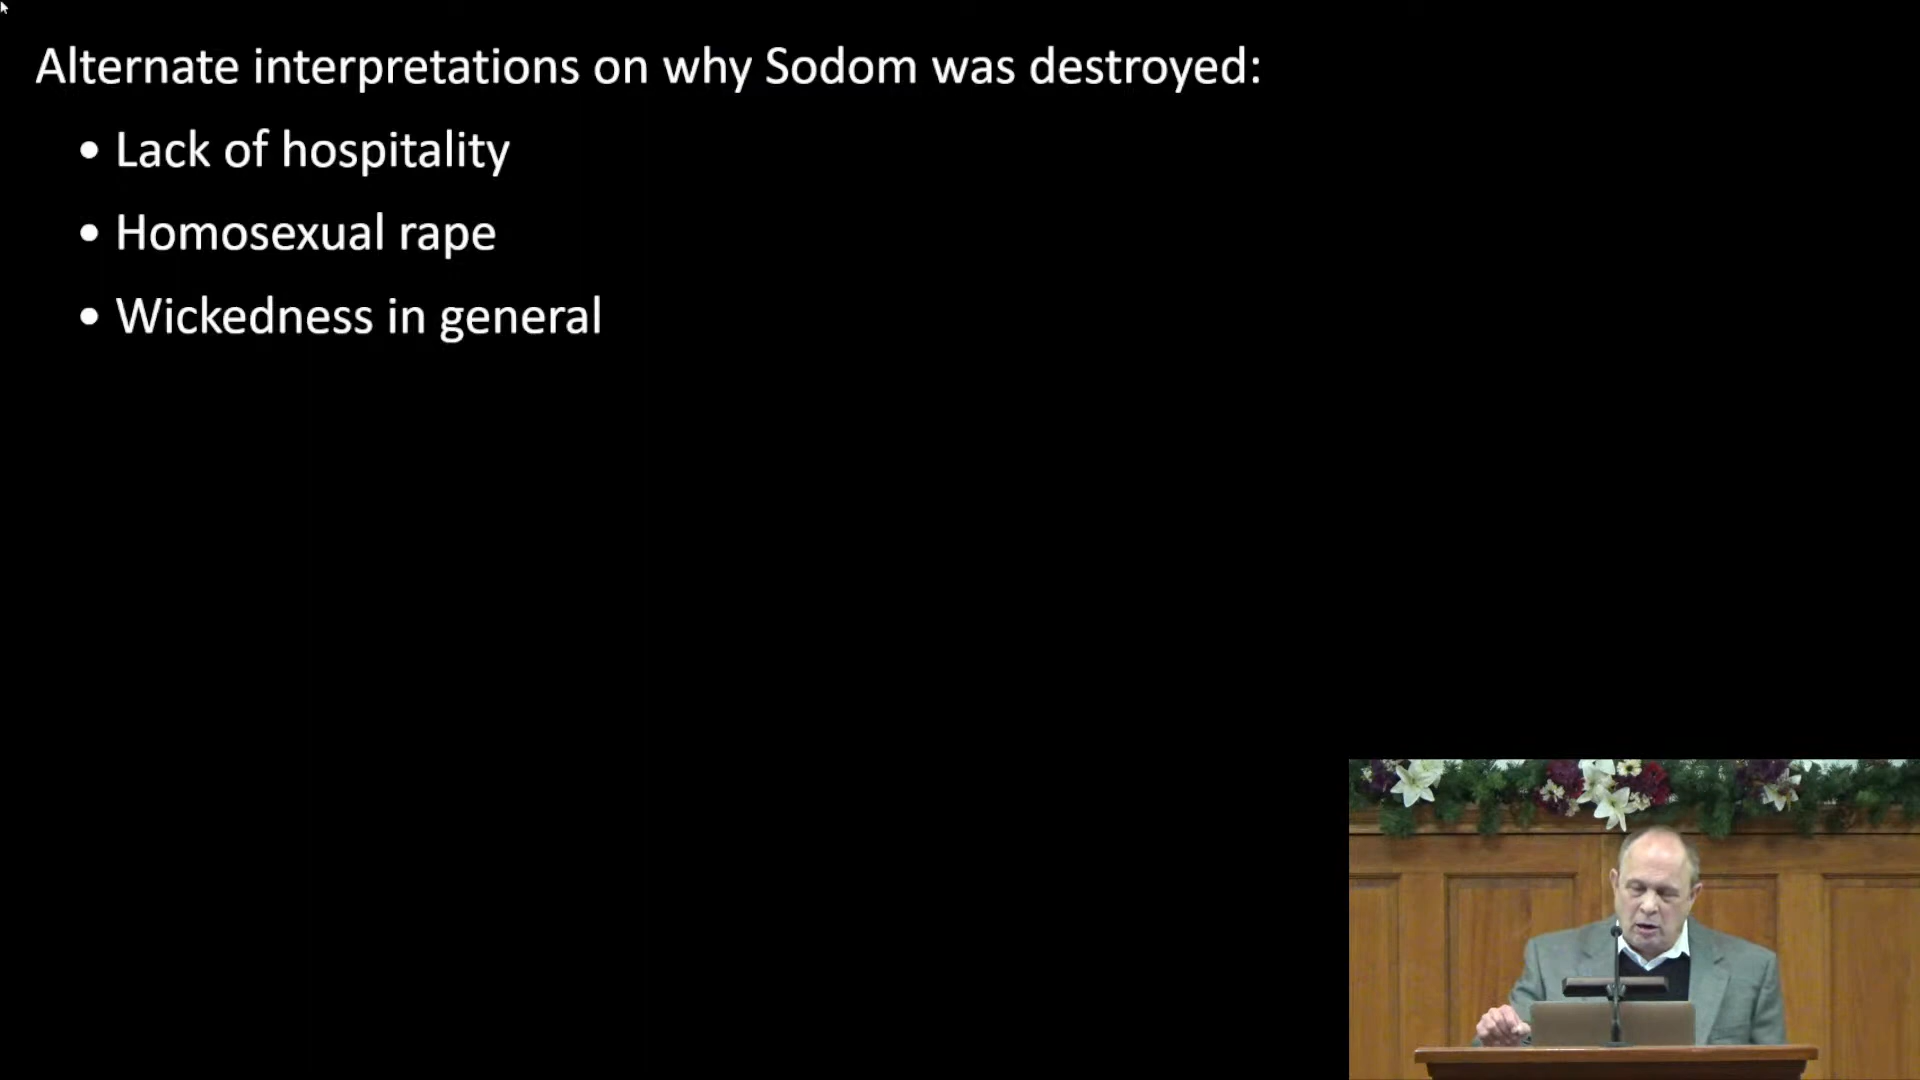 Alternate interpretations on why Sodom was destroyed:
• Lack of hospitality
• Homosexual rape
• Wickedness in general